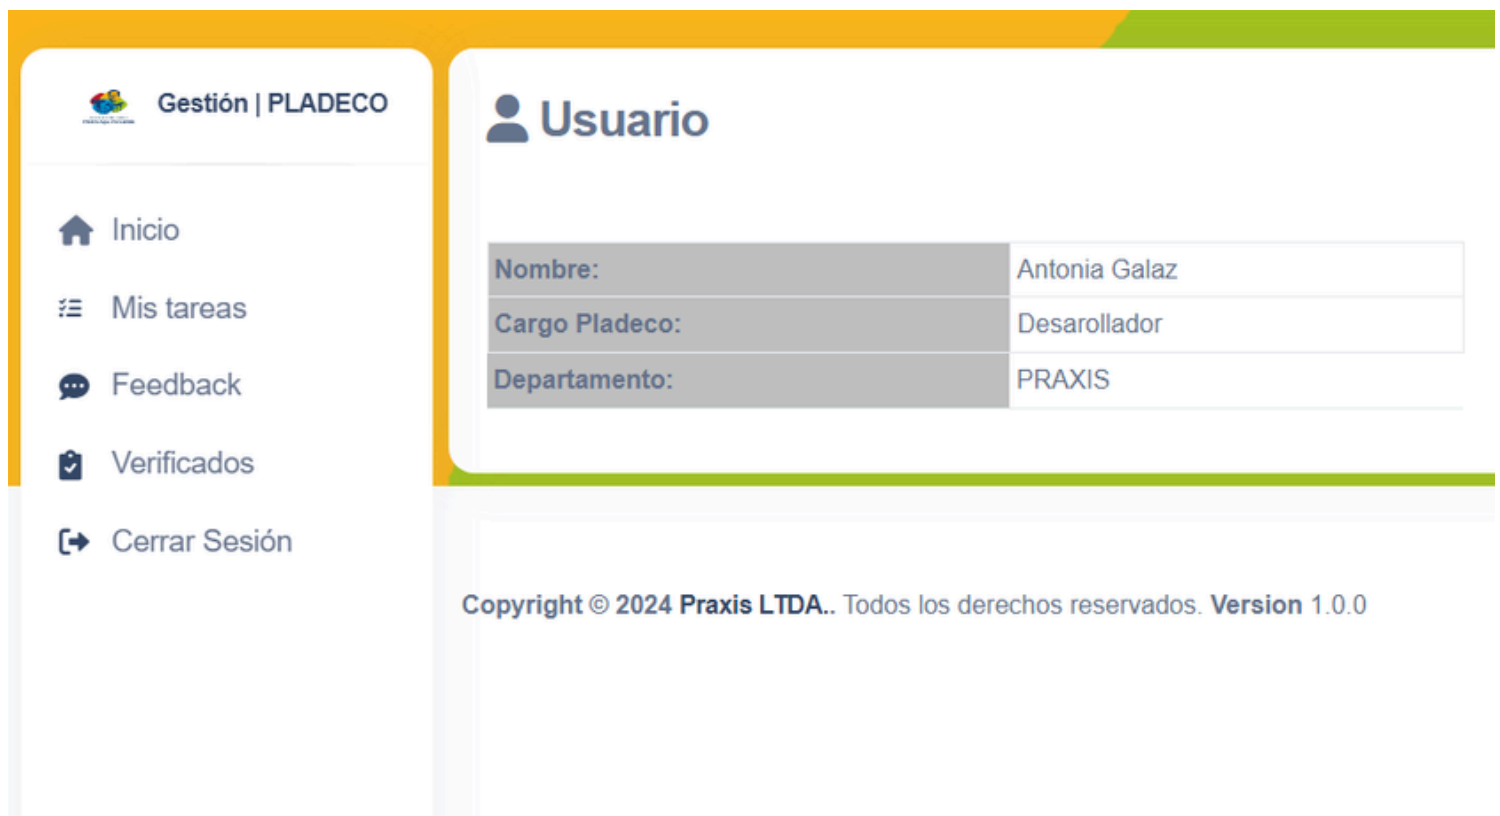 Gestión | PLADECO
Inicio
Mis tareas
Feedback
Verificados
Cerrar Sesión
Usuario
Nombre: Antonia Galaz
Cargo Pladeco: Desarollador
Departamento: PRAXIS
Copyright © 2024 Praxis LTDA.. Todos los derechos reservados. Version 1.0.0